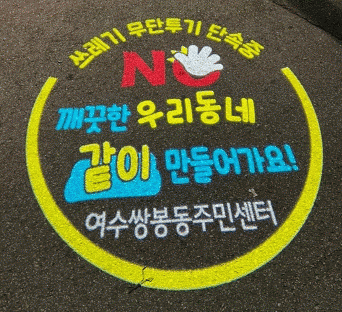 쓰레기 무단투기 단속중
NO
깨끗한 우리동네
같이 만들어가요!
여수쌍봉동주민센터